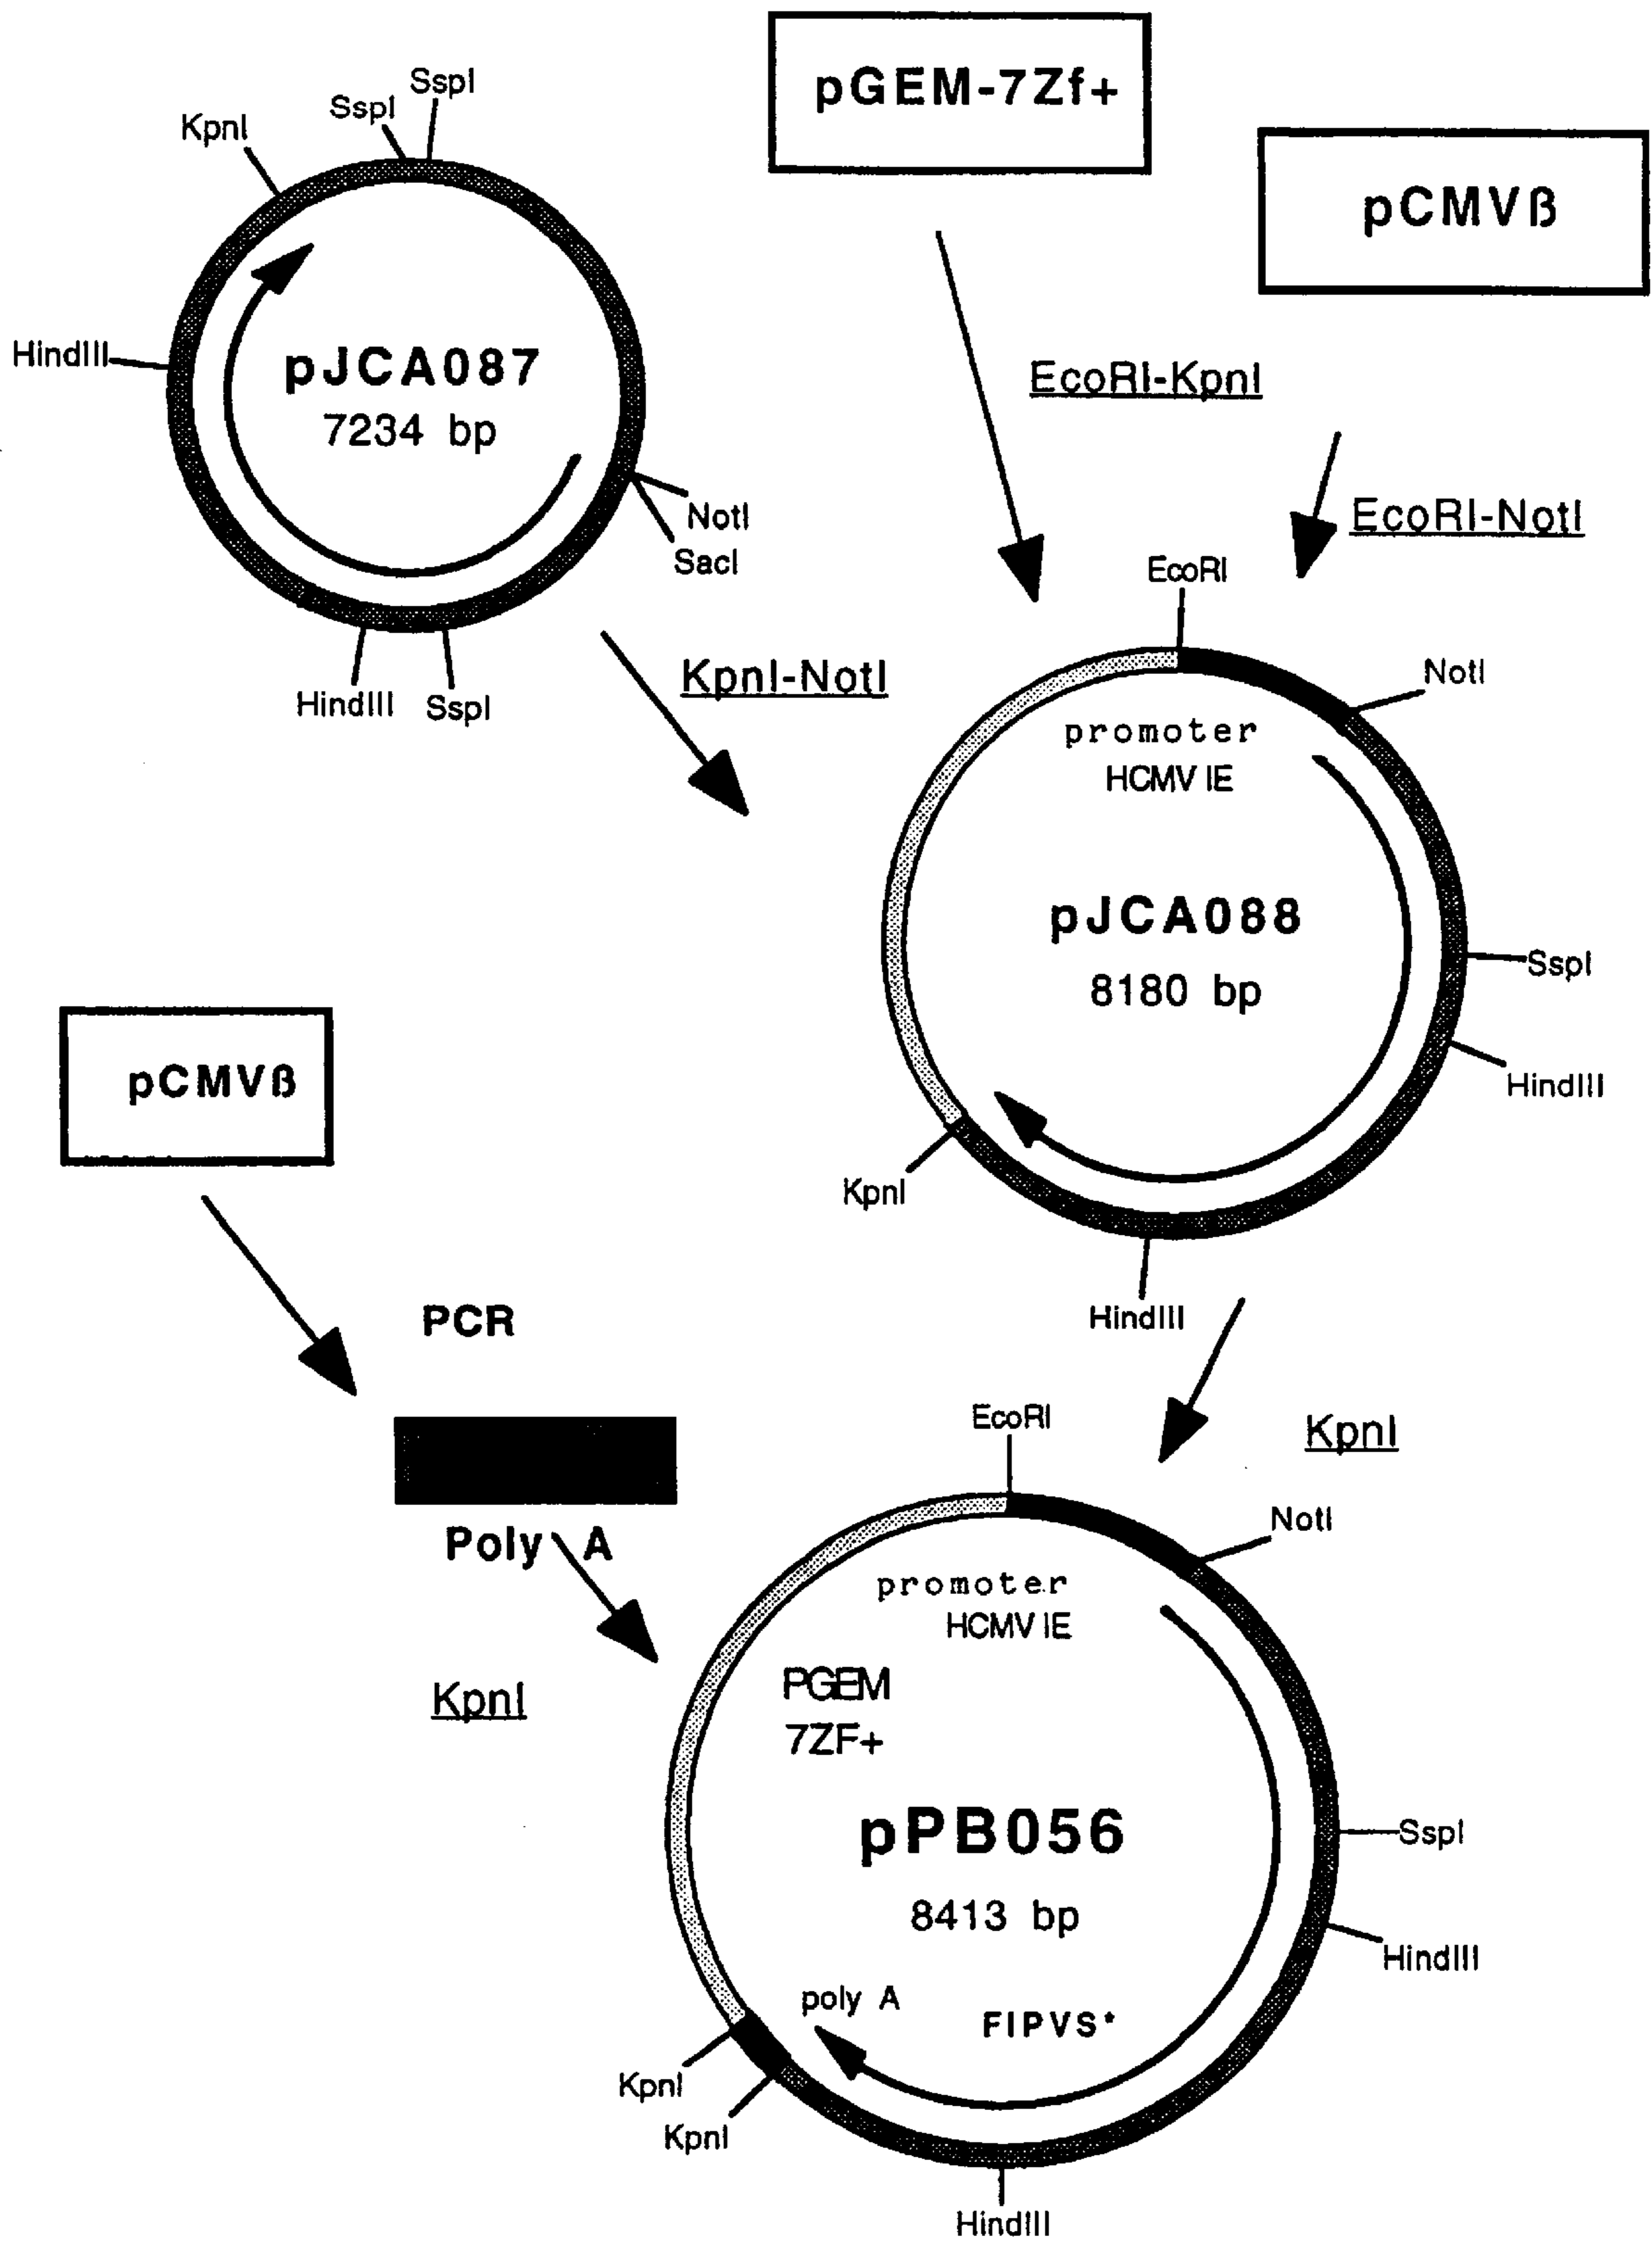 pGEM-7Zf+
pCMVß
SspI
SspI
KpnI
HindIII
pJCA087
7234 bp
NotI
SacI
HindIII
SspI
EcoRI-KpnI
EcoRI-NotI
KpnI-NotI
EcoRI
NotI
promoter
HCMV IE
pJCA088
8180 bp
SspI
HindIII
KpnI
HindIII
pCMVß
PCR
Poly A
KpnI
KpnI
EcoRI
NotI
promoter
HCMV IE
PGEM
7ZF+
pPB056
8413 bp
SspI
HindIII
poly A
FIPVS*
KpnI
KpnI
HindIII